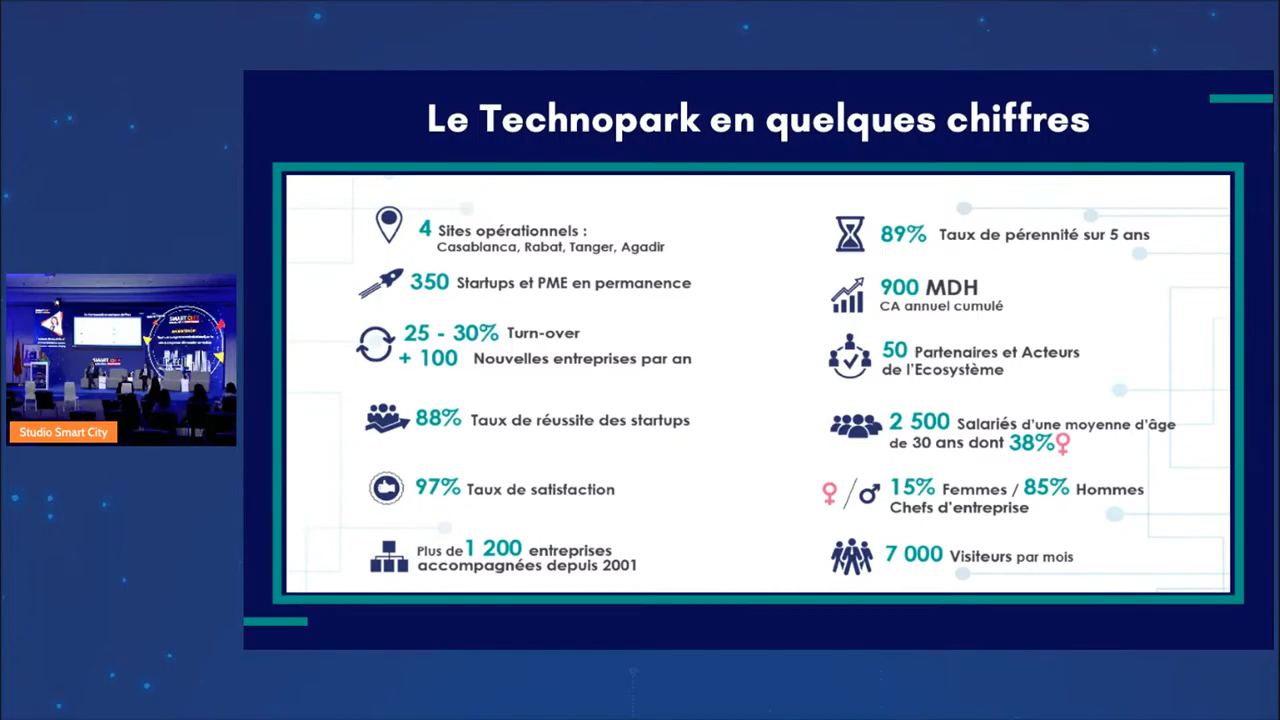 Le Technopark en quelques chiffres
4 Sites opérationnels :
Casablanca, Rabat, Tanger, Agadir
350 Startups et PME en permanence
25 - 30% Turn-over
+ 100 Nouvelles entreprises par an
88% Taux de réussite des startups
97% Taux de satisfaction
Plus de 1 200 entreprises
accompagnées depuis 2001
89% Taux de pérennité sur 5 ans
900 MDH
CA annuel cumulé
50 Partenaires et Acteurs
de l'Ecosystème
2 500 Salariés d'une moyenne d'âge
de 30 ans dont 38%♀
♀/♂ 15% Femmes / 85% Hommes
Chefs d'entreprise
7 000 Visiteurs par mois
SMART CITY
SMART CITY
Studio Smart City